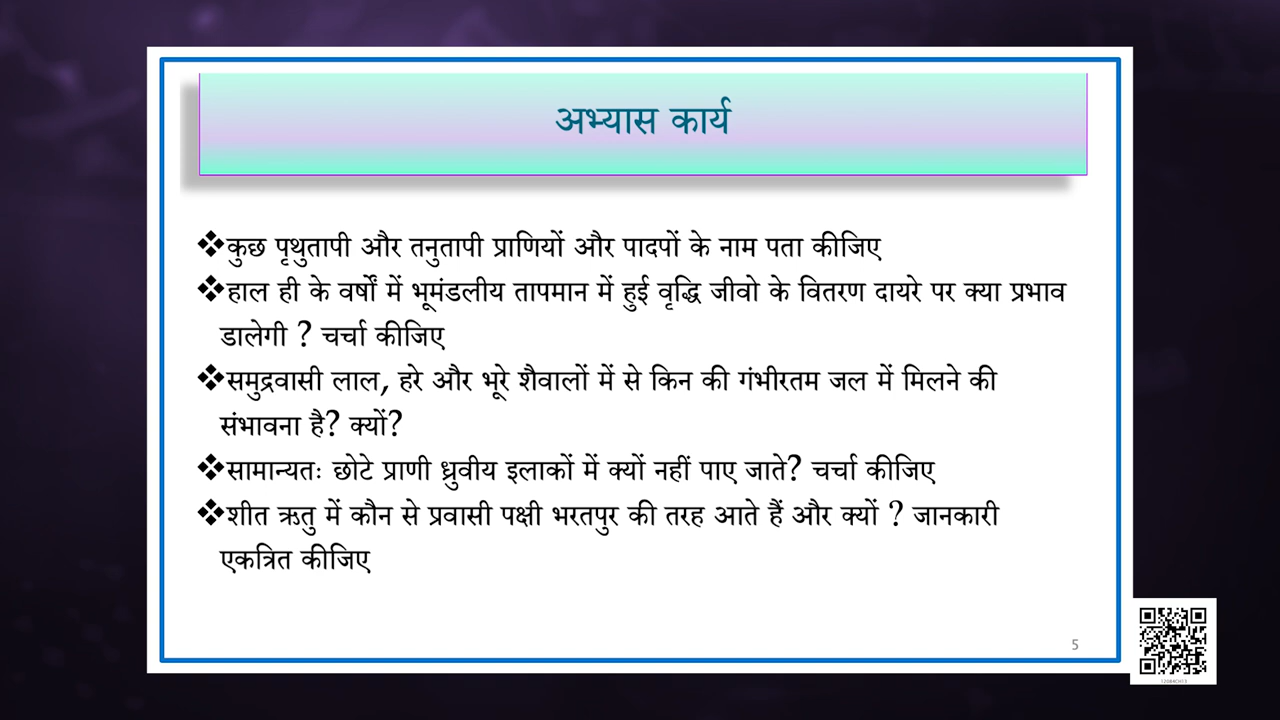 अभ्यास कार्य
❖कुछ पृथुतापी और तनुतापी प्राणियों और पादपों के नाम पता कीजिए
❖हाल ही के वर्षों में भूमंडलीय तापमान में हुई वृद्धि जीवो के वितरण दायरे पर क्या प्रभाव
डालेगी ? चर्चा कीजिए
❖समुद्रवासी लाल, हरे और भूरे शैवालों में से किन की गंभीरतम जल में मिलने की
संभावना है? क्यों?
❖सामान्यतः छोटे प्राणी ध्रुवीय इलाकों में क्यों नहीं पाए जाते? चर्चा कीजिए
❖शीत ऋतु में कौन से प्रवासी पक्षी भरतपुर की तरह आते हैं और क्यों ? जानकारी
एकत्रित कीजिए
5
12084CH13